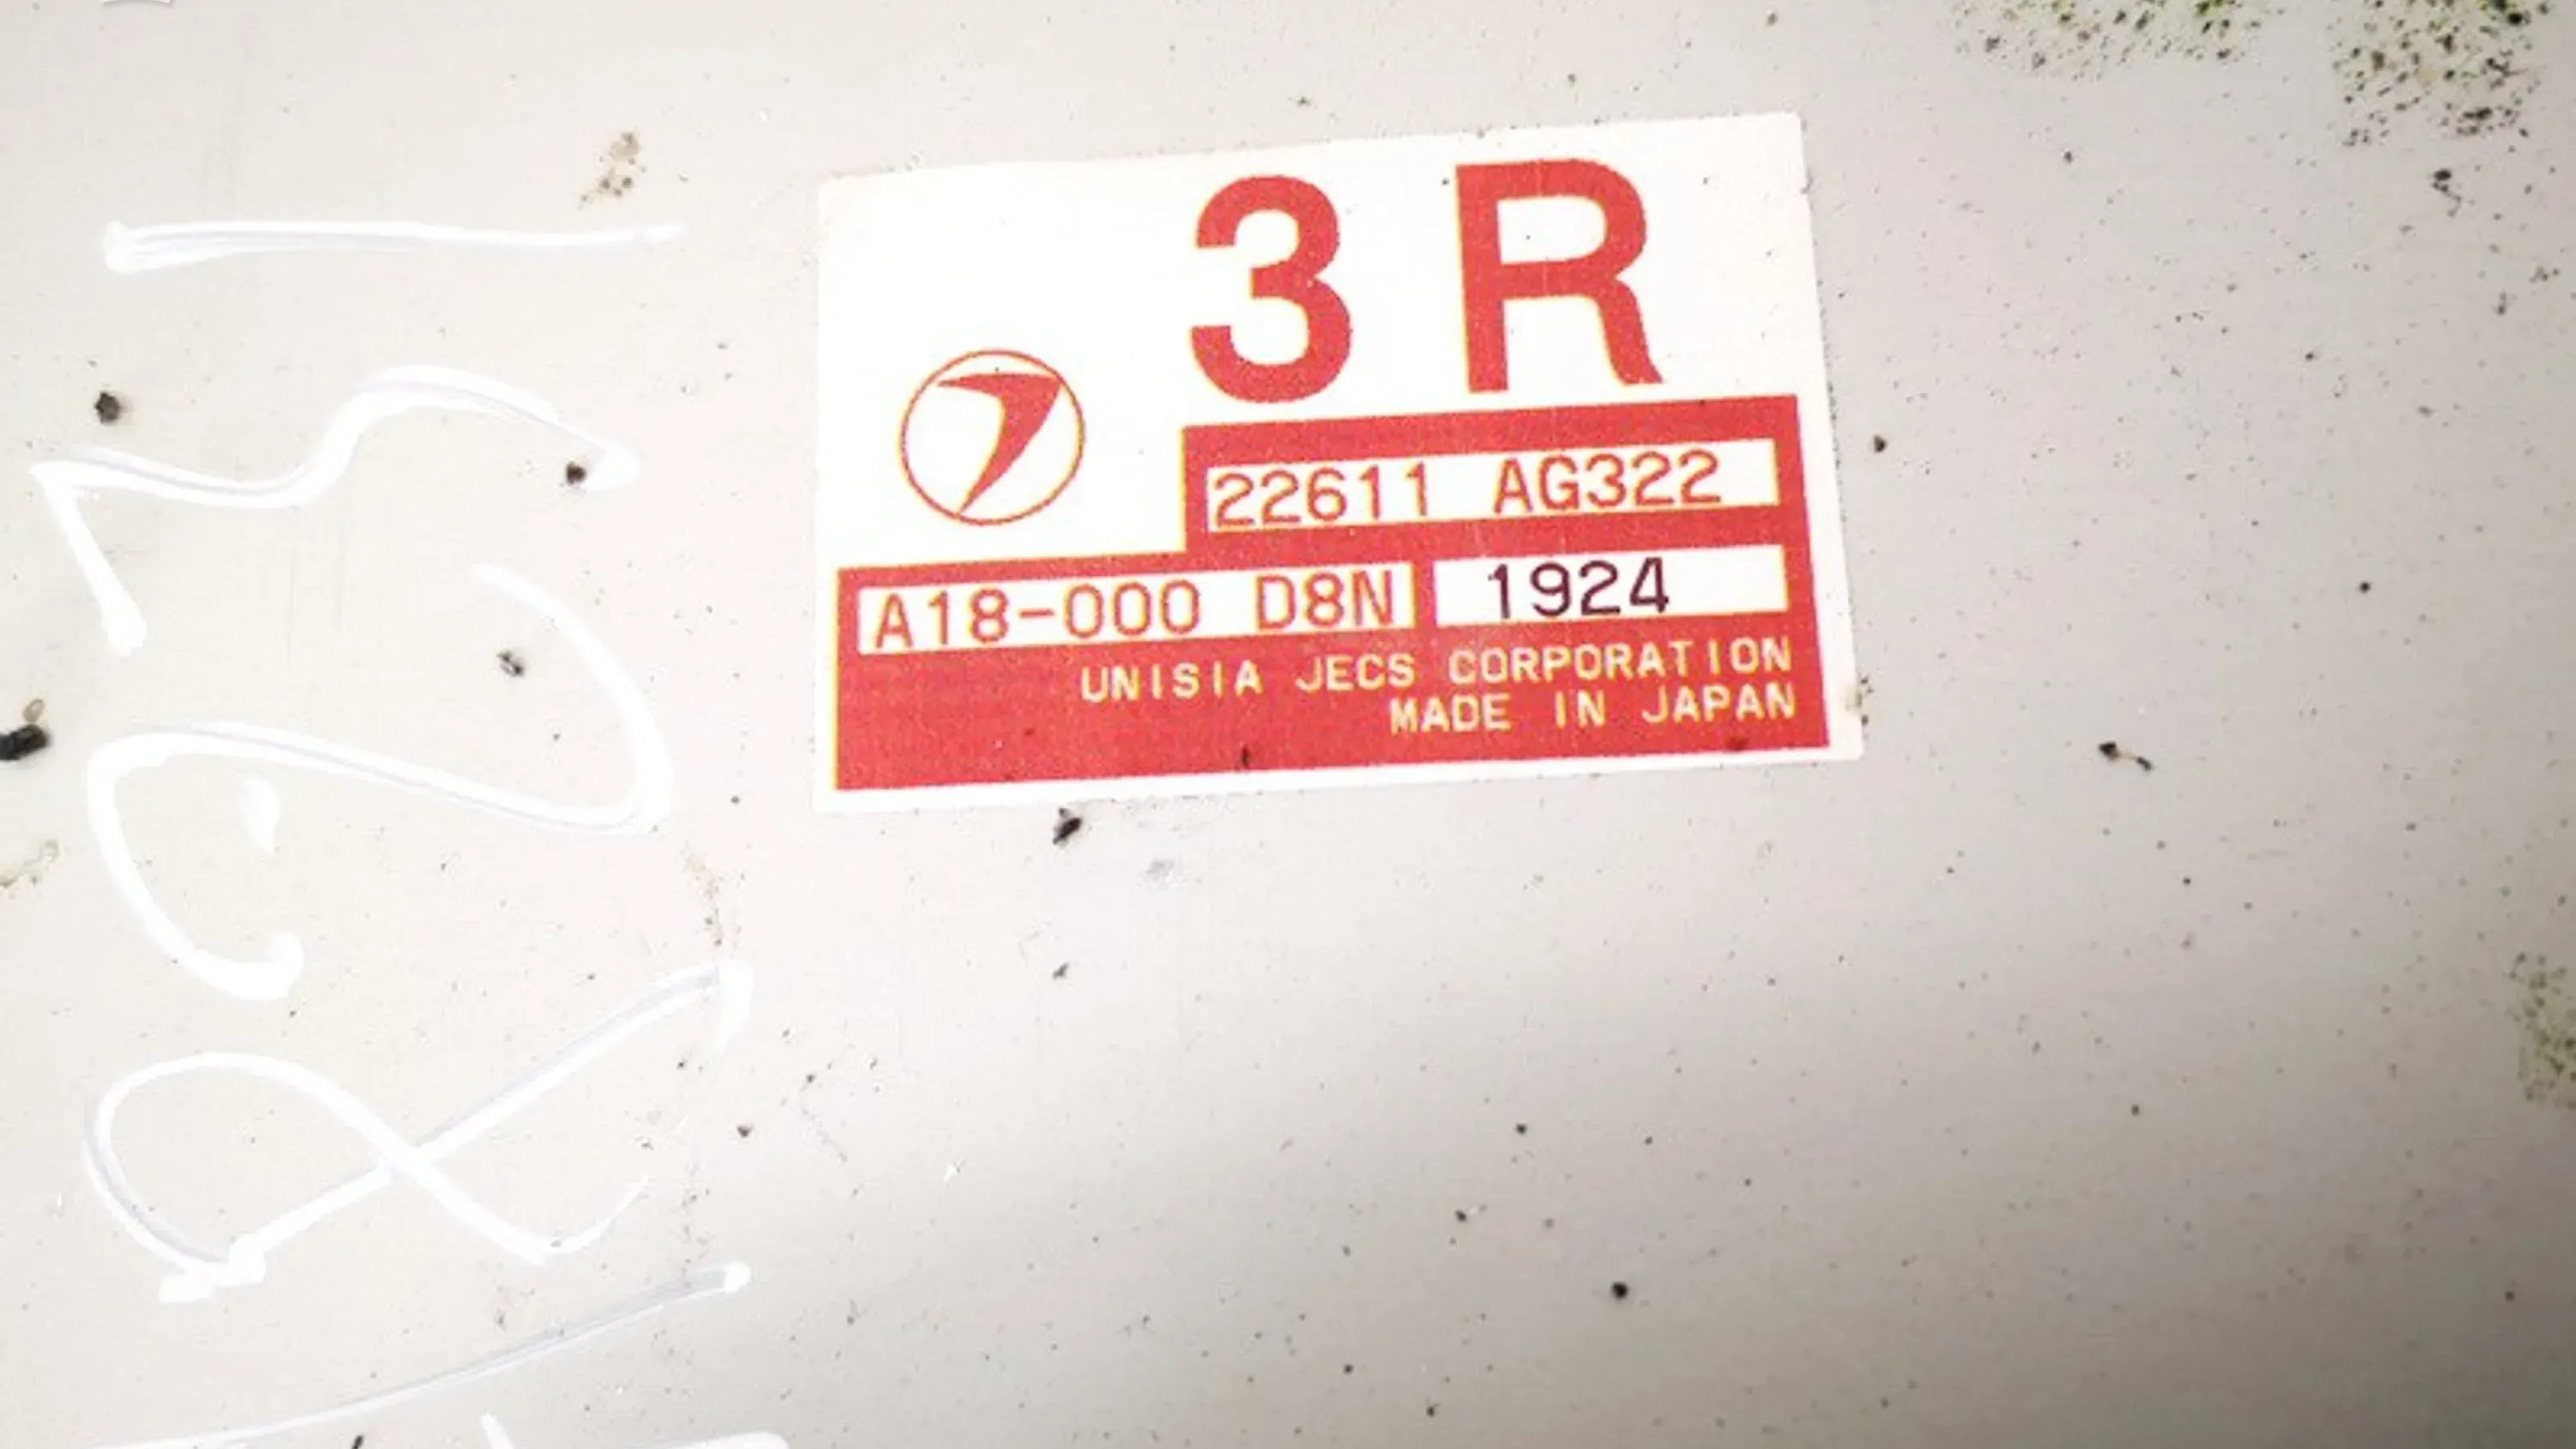 3R
22611 AG322
A18-000 D8N 1924
UNISIA JECS CORPORATION
MADE IN JAPAN